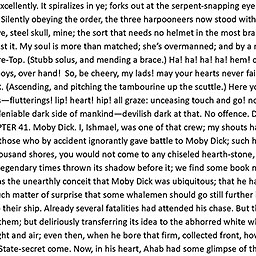 excellently. It spiralizes in ye; forks out at the serpent-snapping eye
Silently obeying the order, the three harpooneers now stood with
e, steel skull, mine; the sort that needs no helmet in the most bra
st it. My soul is more than matched; she's overmanned; and by a r
re-Top. (Stubb solus, and mending a brace.) Ha! ha! ha! ha! hem! c
oys, over hand! So, be cheery, my lads! may your hearts never fai
. (Ascending, and pitching the tambourine up the scuttle.) Here yo
s—flutterings! lip! heart! hip! all graze: unceasing touch and go! no
deniable dark side of mankind—devilish dark at that. No offence. D
PTER 41. Moby Dick. I, Ishmael, was one of that crew; my shouts ha
those who by accident ignorantly gave battle to Moby Dick; such h
ousand shores, you would not come to any chiseled hearth-stone,
legendary times thrown its shadow before it; we find some book n
as the unearthly conceit that Moby Dick was ubiquitous; that he ha
uch matter of surprise that some whalemen should go still further i
their ship. Already several fatalities had attended his chase. But th
them; but deliriously transferring its idea to the abhorred white wh
ght and air; even then, when he bore that firm, collected front, how
State-secret come. Now, in his heart, Ahab had some glimpse of th